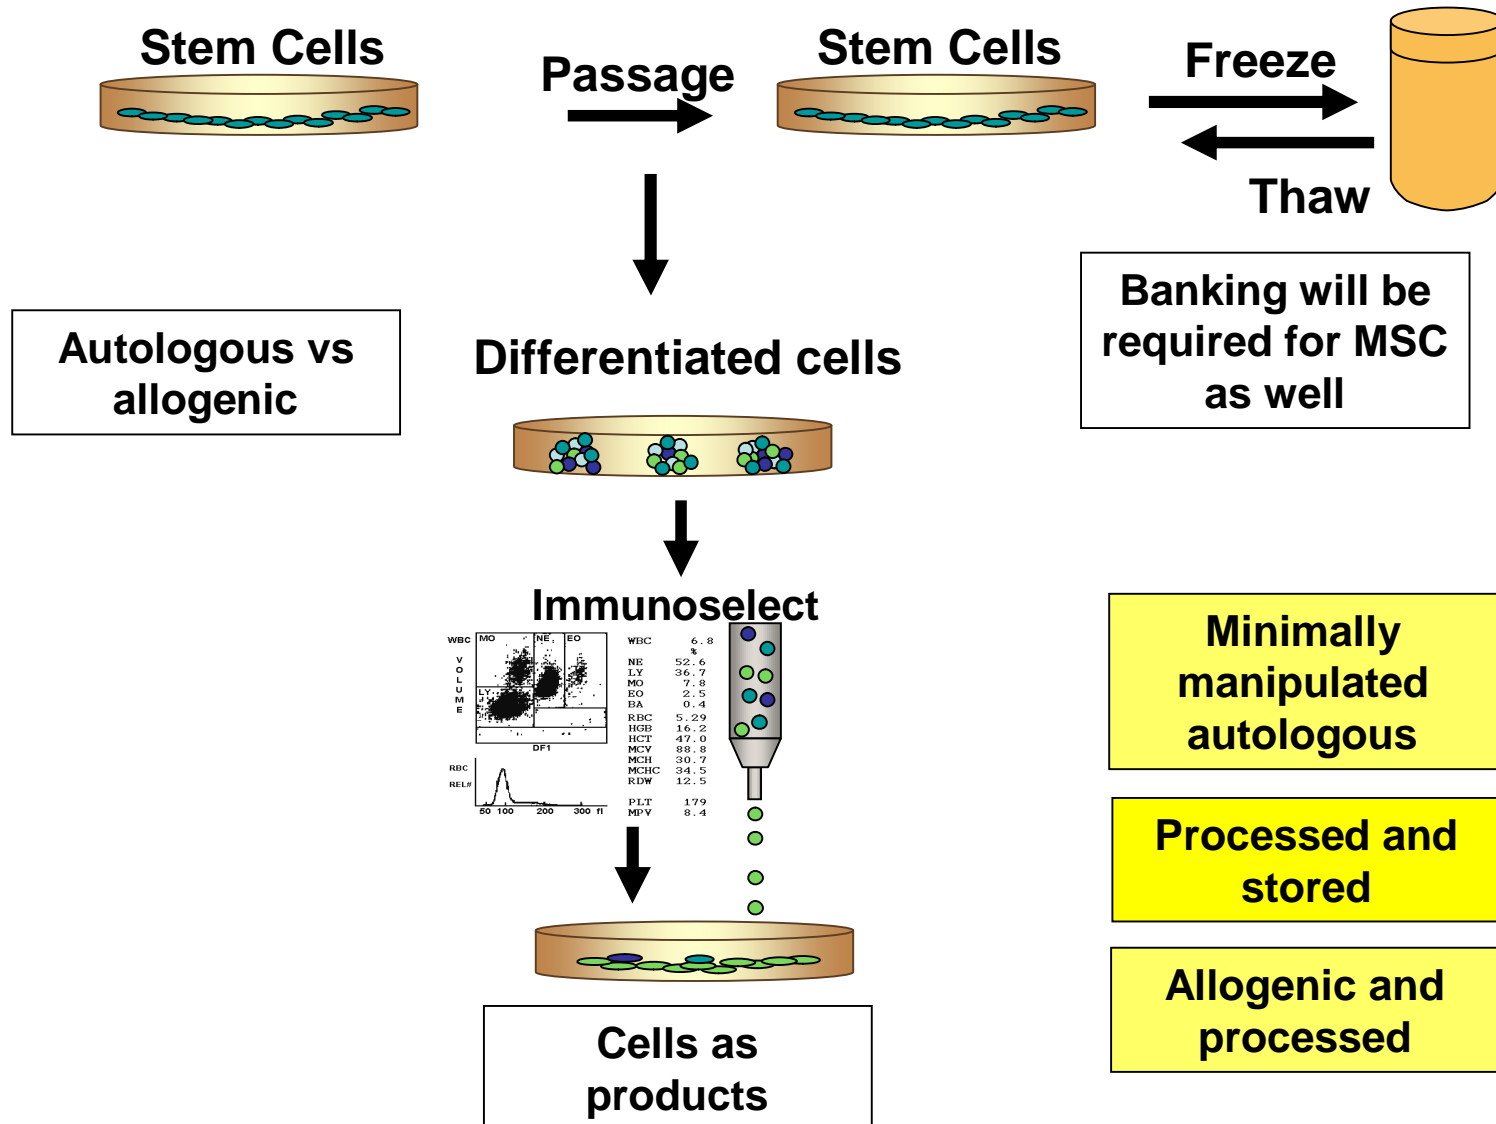 Stem Cells
Passage
Stem Cells
Freeze
Thaw
Banking will be
required for MSC
as well
Autologous vs
allogenic
Differentiated cells
Immunoselect
WBC
VOLUME
MO
NE
EO
LY
DF1
WBC 6.8
%
NE 52.6
LY 36.7
MO 7.8
EO 2.5
BA 0.4
RBC 5.29
HGB 16.2
HCT 47.0
MCV 88.8
MCH 30.7
MCHC 34.5
RDW 12.5
PLT 179
MPV 8.4
RBC
REL#
50 100 200 300 fl
Minimally
manipulated
autologous
Processed and
stored
Allogenic and
processed
Cells as
products